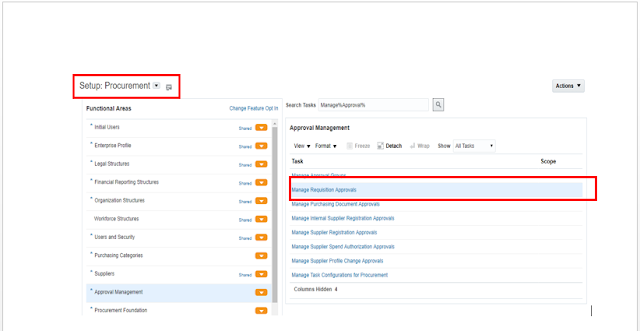 Setup: Procurement
Actions
Functional Areas
Change Feature Opt In
Search Tasks Manage%Approval%
* Initial Users Shared
* Enterprise Profile Shared
* Legal Structures Shared
* Financial Reporting Structures Shared
* Organization Structures Shared
Workforce Structures Shared
* Users and Security Shared
* Purchasing Categories
* Suppliers Shared
* Approval Management
* Procurement Foundation
Approval Management
View Format Freeze Detach Wrap Show All Tasks
Task Scope
Manage Approval Groups
Manage Requisition Approvals
Manage Purchasing Document Approvals
Manage Internal Supplier Registration Approvals
Manage Supplier Registration Approvals
Manage Supplier Spend Authorization Approvals
Manage Supplier Profile Change Approvals
Manage Task Configurations for Procurement
Columns Hidden 4